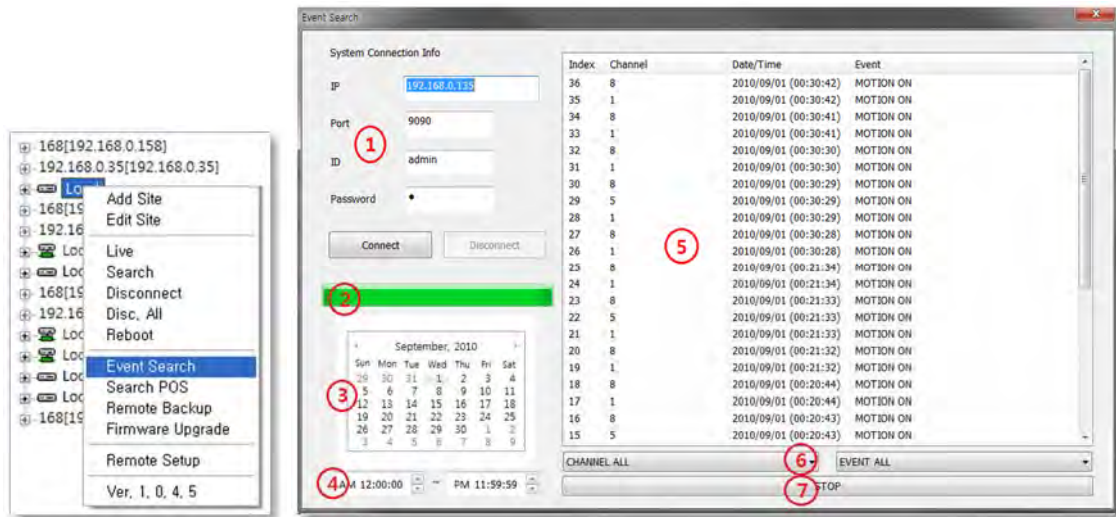 168[192.168.0.158]
192.168.0.35[192.168.0.35]
168[19
192.16
Loc
Loc
168[19
192.16
Loc
Loc
Loc
Loc
168[19
Add Site
Edit Site
Live
Search
Disconnect
Disc. All
Reboot
Event Search
Search POS
Remote Backup
Firmware Upgrade
Remote Setup
Ver, 1, 0, 4, 5
Event Search
System Connection Info
IP 192.168.0.135
Port 9090
1
ID admin
Password
Connect Disconnect
2
September, 2010
Sun Mon Tue Wed Thu Fri Sat
29 30 31 1 2 3 4
5 6 7 8 9 10 11
3
12 13 14 15 16 17 18
19 20 21 22 23 24 25
26 27 28 29 30 1 2
3 4 5 6 7 8 9
4
AM 12:00:00 ~ PM 11:59:59
Index Channel Date/Time Event
36 8 2010/09/01 (00:30:42) MOTION ON
35 1 2010/09/01 (00:30:42) MOTION ON
34 8 2010/09/01 (00:30:41) MOTION ON
33 1 2010/09/01 (00:30:41) MOTION ON
32 8 2010/09/01 (00:30:30) MOTION ON
31 1 2010/09/01 (00:30:30) MOTION ON
30 8 2010/09/01 (00:30:29) MOTION ON
29 5 2010/09/01 (00:30:29) MOTION ON
28 1 2010/09/01 (00:30:29) MOTION ON
27 8 2010/09/01 (00:30:28) MOTION ON
5
26 1 2010/09/01 (00:30:28) MOTION ON
25 8 2010/09/01 (00:21:34) MOTION ON
24 1 2010/09/01 (00:21:34) MOTION ON
23 8 2010/09/01 (00:21:33) MOTION ON
22 5 2010/09/01 (00:21:33) MOTION ON
21 1 2010/09/01 (00:21:33) MOTION ON
20 8 2010/09/01 (00:21:32) MOTION ON
19 1 2010/09/01 (00:21:32) MOTION ON
18 8 2010/09/01 (00:20:44) MOTION ON
17 1 2010/09/01 (00:20:44) MOTION ON
16 8 2010/09/01 (00:20:43) MOTION ON
15 5 2010/09/01 (00:20:43) MOTION ON
CHANNEL ALL 6 EVENT ALL
7 STOP